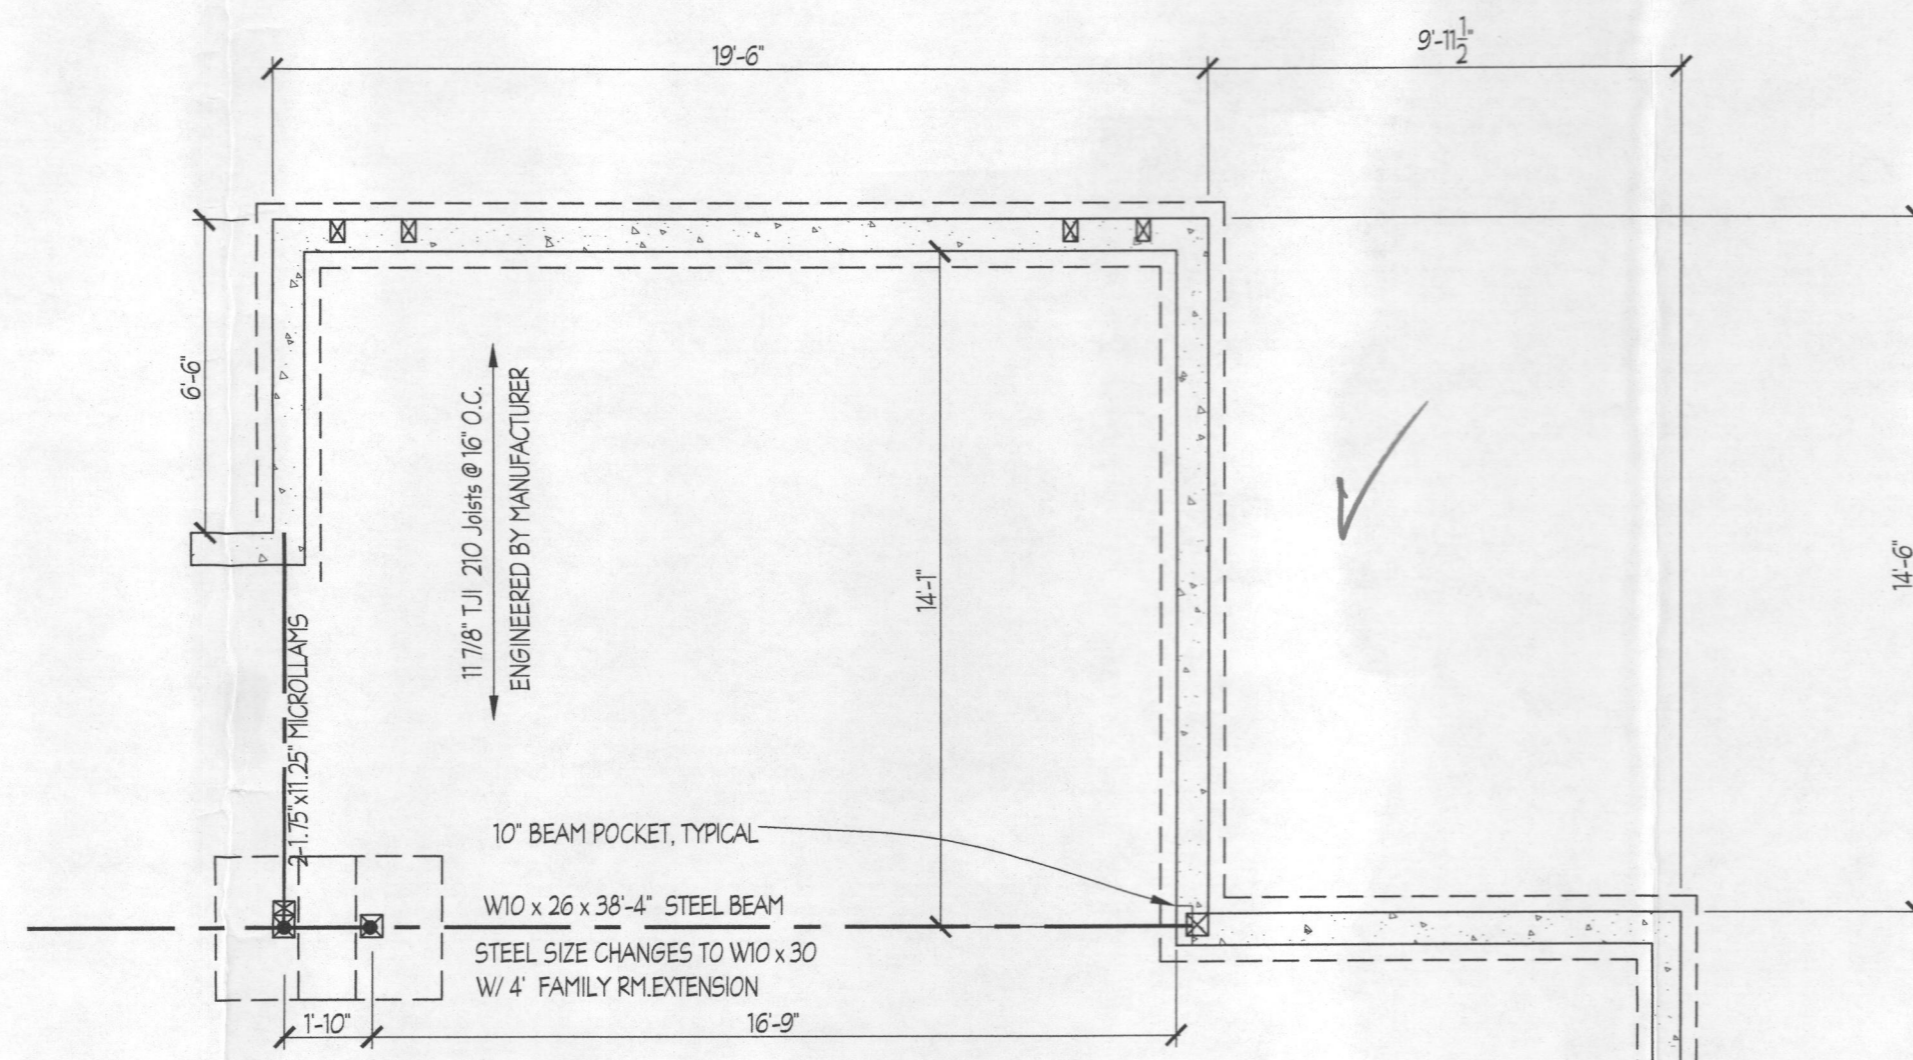 19'-6"
9'-11 1/2"
6'-6"
11 7/8" TJI 210 Joists @ 16" O.C.
ENGINEERED BY MANUFACTURER
14'-1"
14'-6"
2-1.75"x11.25" MICROLLAMS
10" BEAM POCKET, TYPICAL
W10 x 26 x 38'-4" STEEL BEAM
STEEL SIZE CHANGES TO W10 x 30
W/ 4' FAMILY RM.EXTENSION
1'-10"
16'-9"